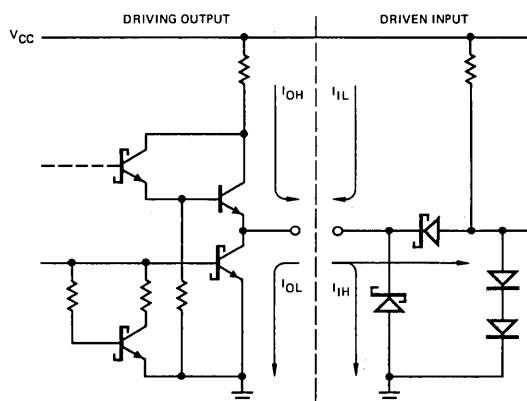 DRIVING OUTPUT
DRIVEN INPUT
VCC
IOH
IIL
IOL
IIH